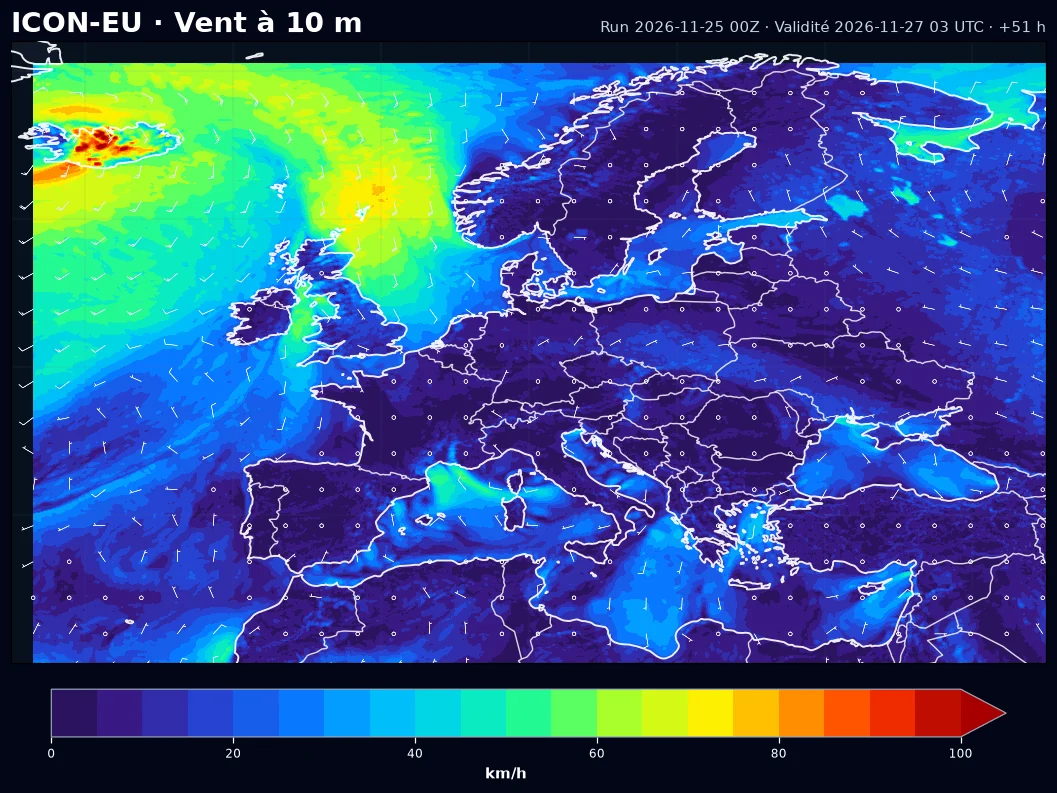 ICON-EU · Vent à 10 m
Run 2026-11-25 00Z · Validité 2026-11-27 03 UTC · +51 h
0 20 40 60 80 100
km/h